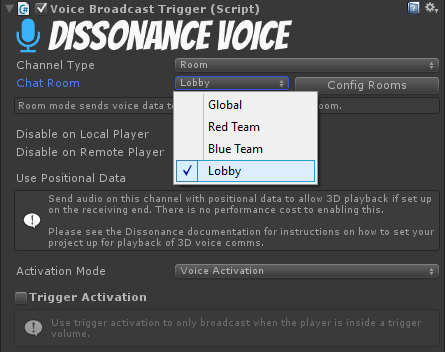 Voice Broadcast Trigger (Script)
DISSONANCE VOICE
Channel Type Room
Chat Room Lobby Config Rooms
Room mode sends voice data to
Global
Red Team
Blue Team
Lobby
Disable on Local Player
Disable on Remote Player
Use Positional Data
Send audio on this channel with positional data to allow 3D playback if set up
on the receiving end. There is no performance cost to enabling this.
Please see the Dissonance documentation for instructions on how to set your
project up for playback of 3D voice comms.
Activation Mode Voice Activation
Trigger Activation
Use trigger activation to only broadcast when the player is inside a trigger
volume.